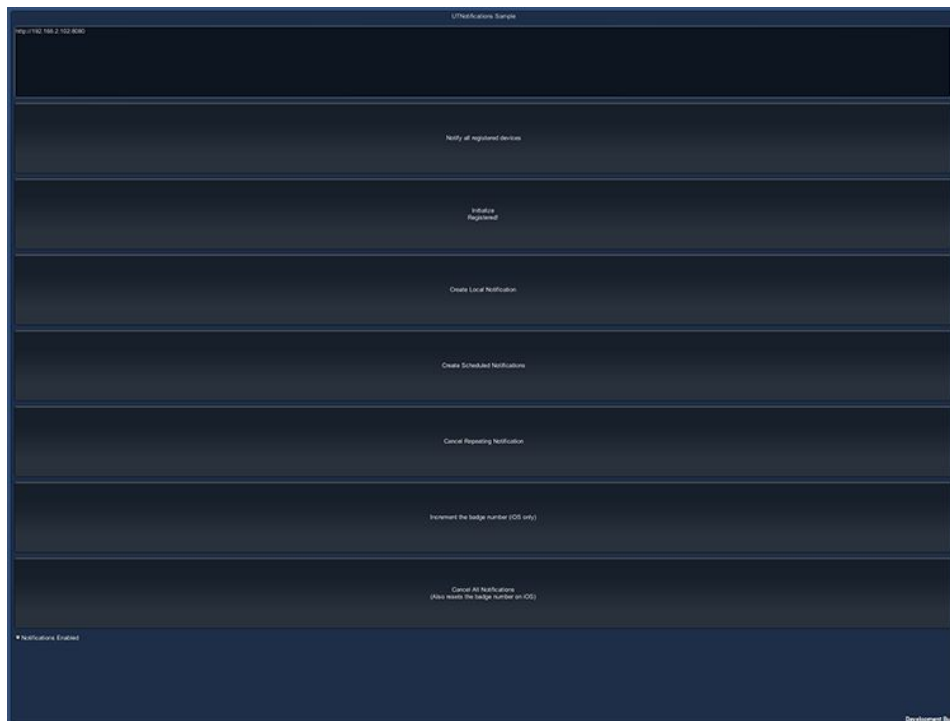 UTNotifications Sample
http://192.168.2.102:8080
Notify all registered devices
Initialize
Registered!
Create Local Notification
Create Scheduled Notifications
Cancel Repeating Notification
Increment the badge number (iOS only)
Cancel All Notifications
(Also resets the badge number on iOS)
Notifications Enabled
Development Bu